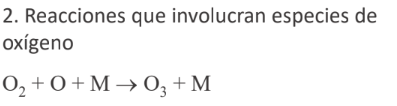 2. Reacciones que involucran especies de
oxígeno
O₂ + O + M → O₃ + M